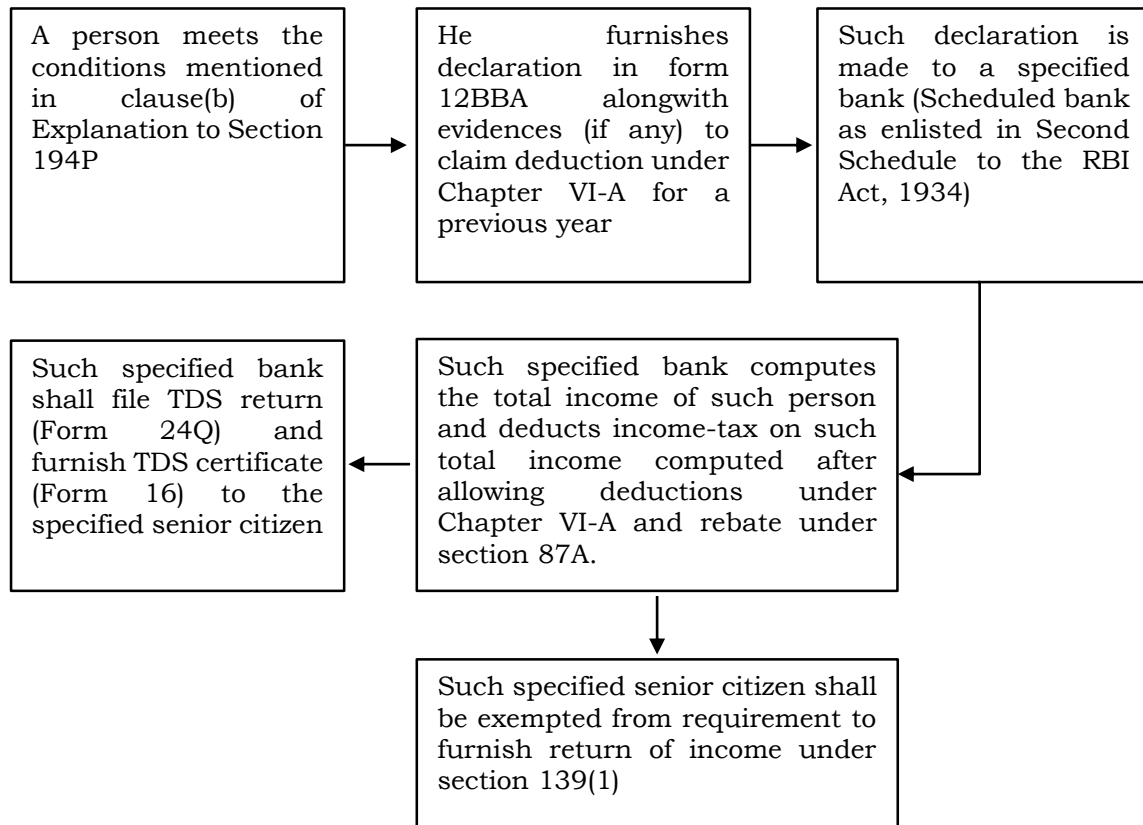 A person meets the
conditions mentioned
in clause(b) of
Explanation to Section
194P
He furnishes
declaration in form
12BBA alongwith
evidences (if any) to
claim deduction under
Chapter VI-A for a
previous year
Such declaration is
made to a specified
bank (Scheduled bank
as enlisted in Second
Schedule to the RBI
Act, 1934)
Such specified bank computes
the total income of such person
and deducts income-tax on such
total income computed after
allowing deductions under
Chapter VI-A and rebate under
section 87A.
Such specified bank
shall file TDS return
(Form 24Q) and
furnish TDS certificate
(Form 16) to the
specified senior citizen
Such specified senior citizen shall
be exempted from requirement to
furnish return of income under
section 139(1)